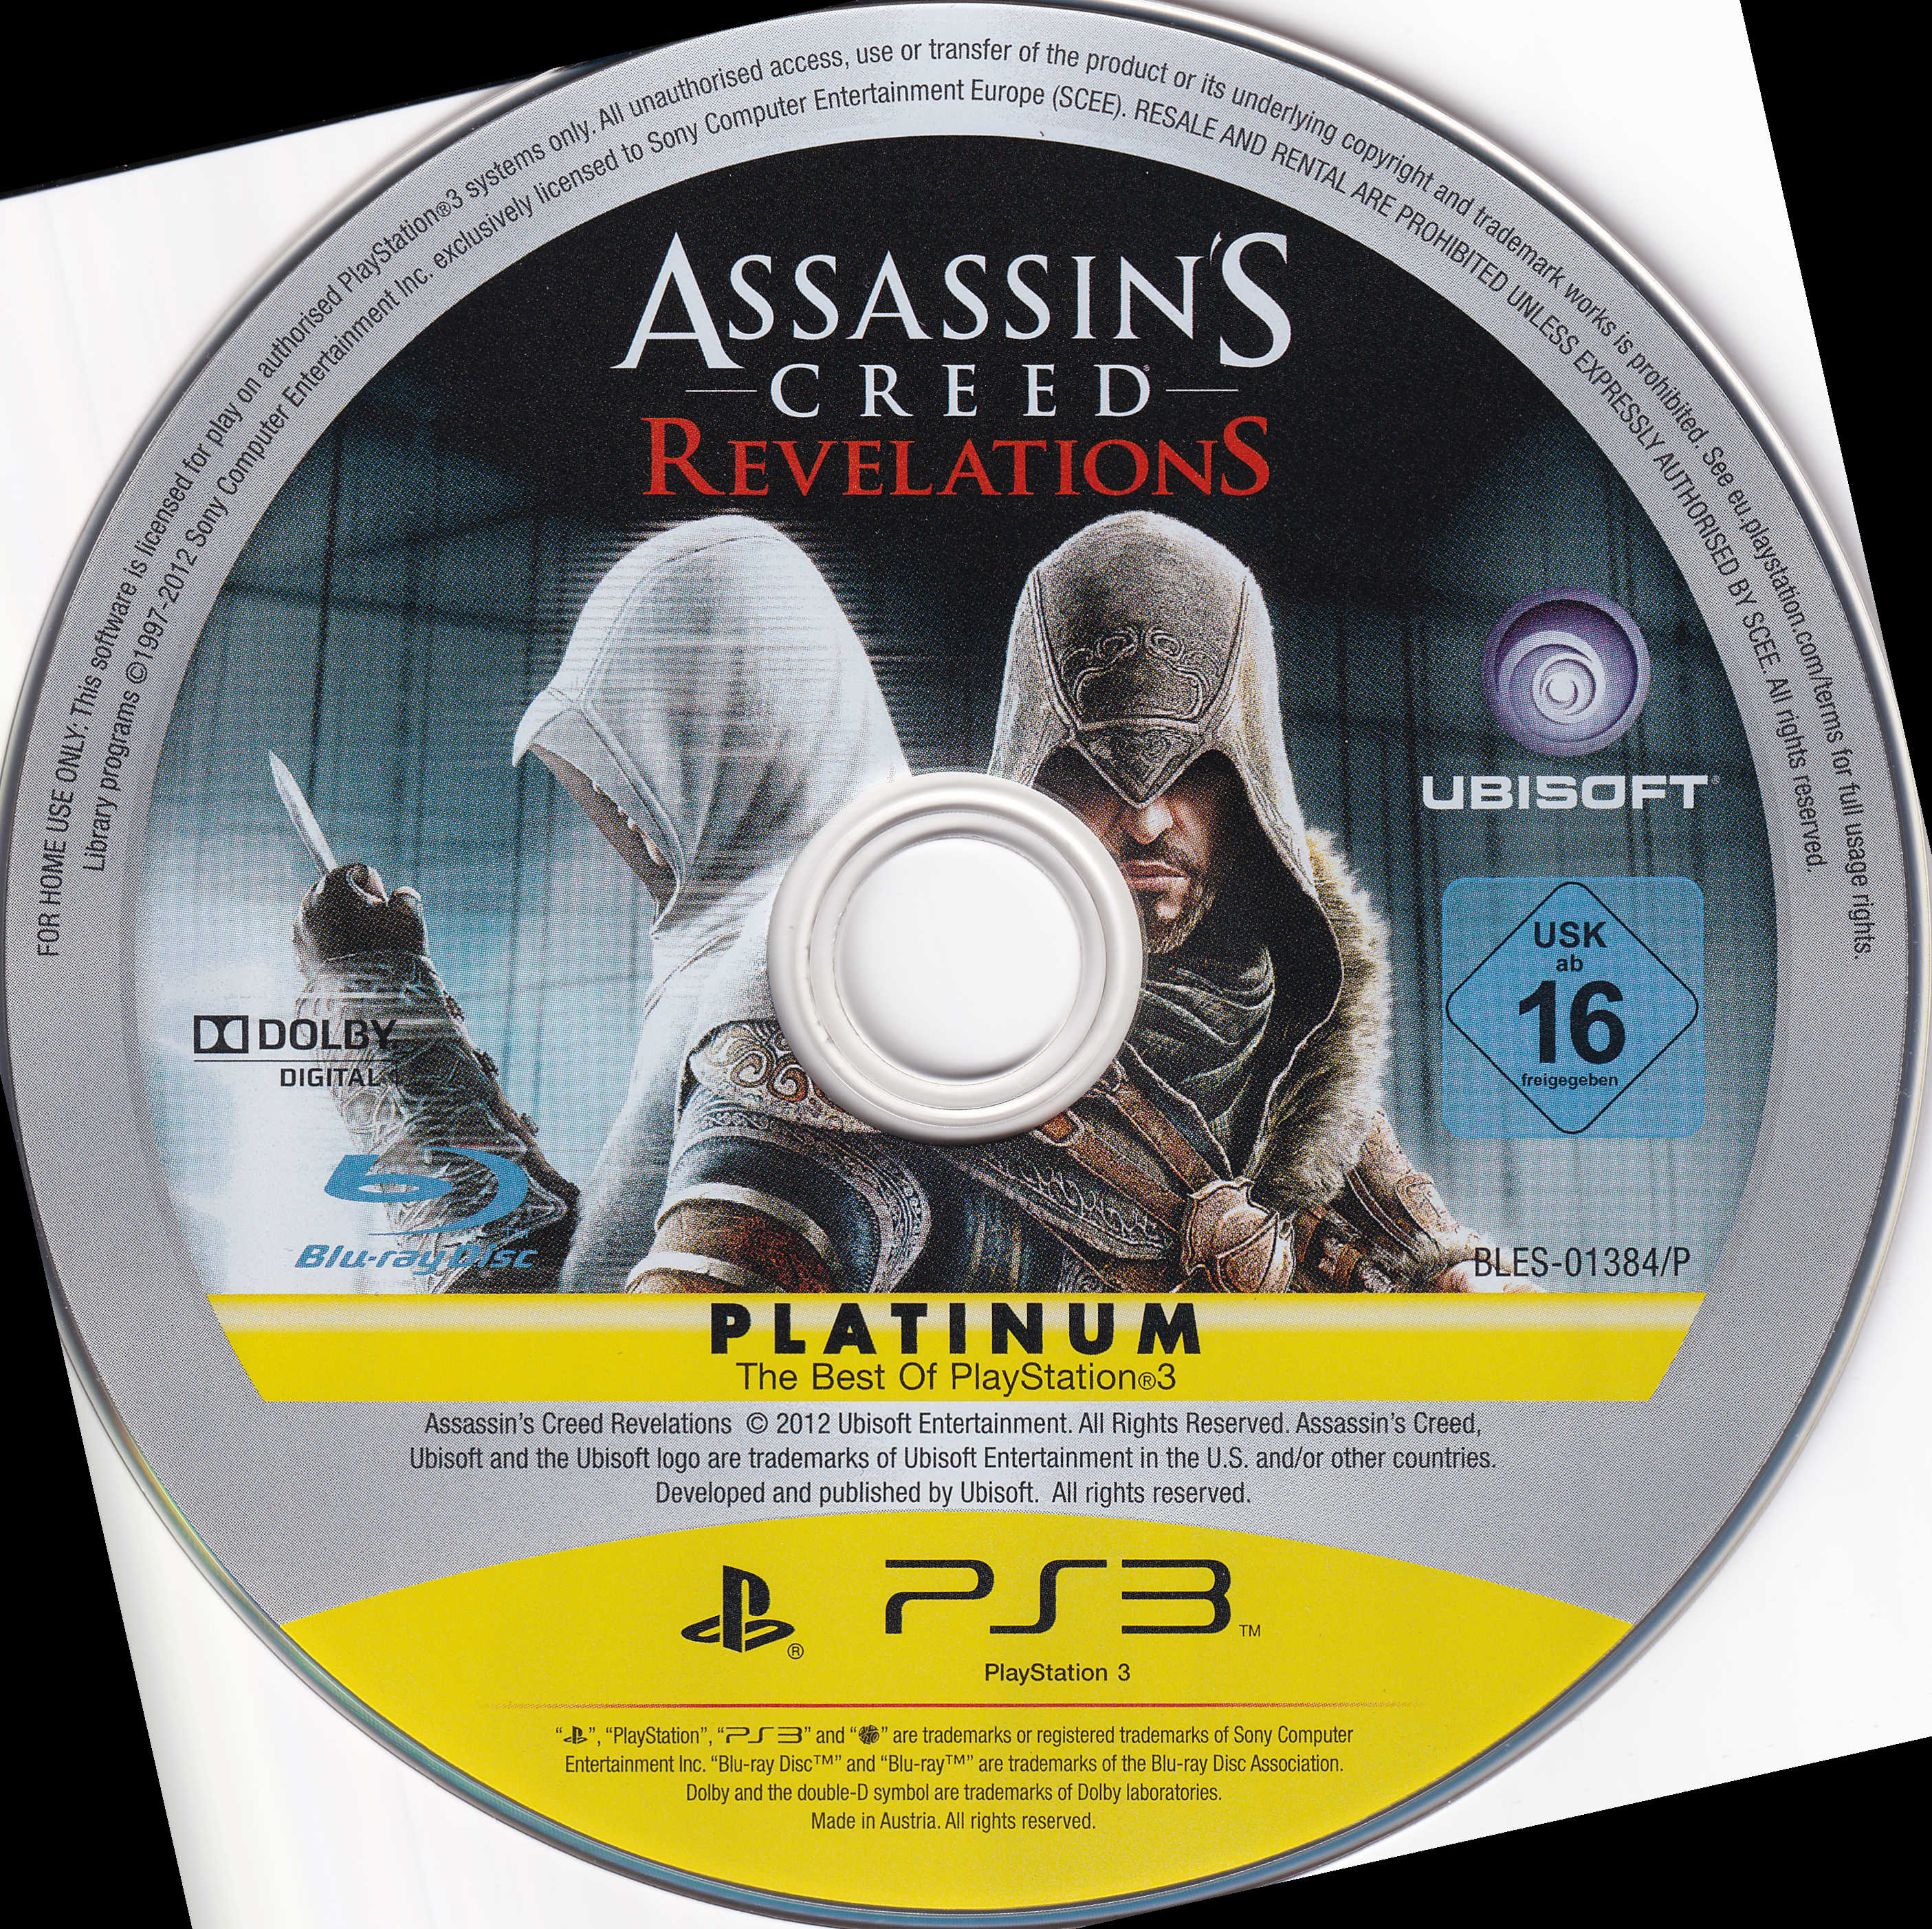 FOR HOME USE ONLY: This software is licensed for play on authorised PlayStation®3 systems only. All unauthorised access, use or transfer of the product or its underlying copyright and trademark works is prohibited. See eu.playstation.com/terms for full usage rights.
Library programs ©1997-2012 Sony Computer Entertainment Inc. exclusively licensed to Sony Computer Entertainment Europe (SCEE). RESALE AND RENTAL ARE PROHIBITED UNLESS EXPRESSLY AUTHORISED BY SCEE. All rights reserved.
ASSASSIN'S
CREED®
REVELATIONS
UBISOFT®
USK
ab
16
freigegeben
DOLBY
DIGITAL
Blu-ray Disc
BLES-01384/P
PLATINUM
The Best Of PlayStation®3
Assassin's Creed Revelations © 2012 Ubisoft Entertainment. All Rights Reserved. Assassin's Creed,
Ubisoft and the Ubisoft logo are trademarks of Ubisoft Entertainment in the U.S. and/or other countries.
Developed and published by Ubisoft. All rights reserved.
® PS3 ™
PlayStation 3
“ ”, “PlayStation”, “PS3” and “ ” are trademarks or registered trademarks of Sony Computer
Entertainment Inc. “Blu-ray Disc™” and “Blu-ray™” are trademarks of the Blu-ray Disc Association.
Dolby and the double-D symbol are trademarks of Dolby laboratories.
Made in Austria. All rights reserved.